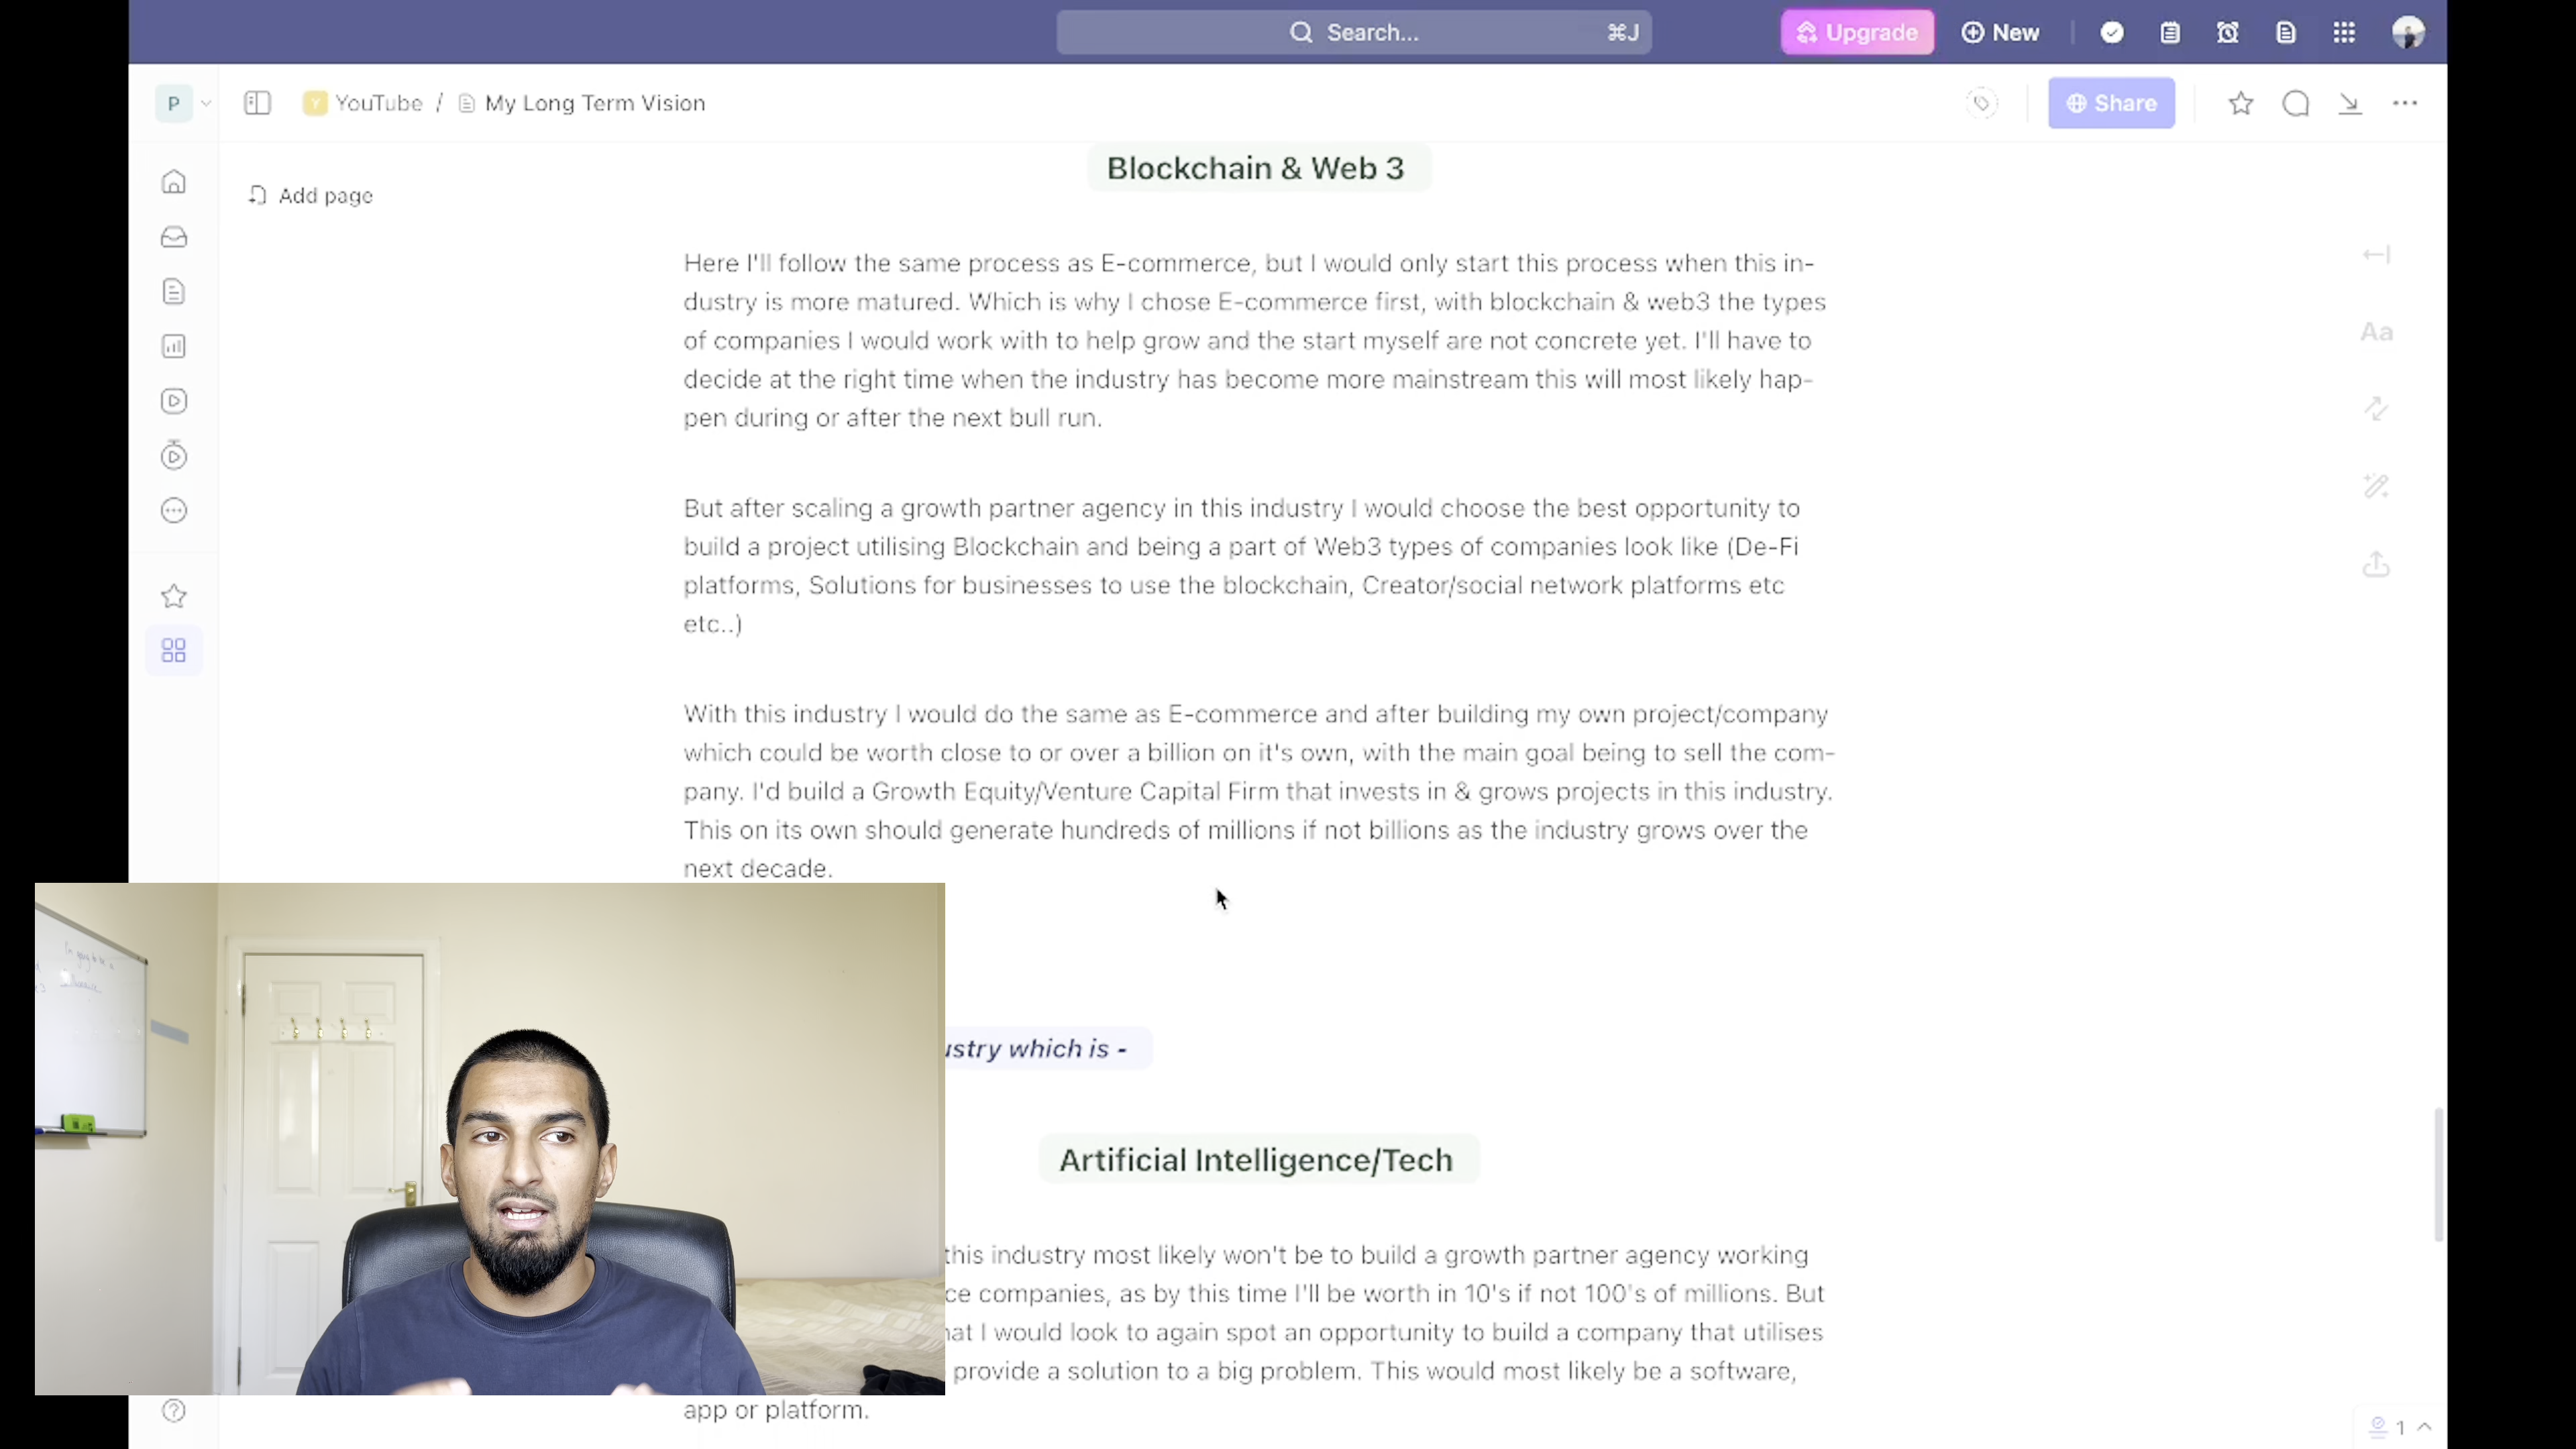 Search...
⌘J
Upgrade
New
P
Y YouTube / My Long Term Vision
Share
Add page
Blockchain & Web 3
Here I'll follow the same process as E-commerce, but I would only start this process when this in-
dustry is more matured. Which is why I chose E-commerce first, with blockchain & web3 the types
of companies I would work with to help grow and the start myself are not concrete yet. I'll have to
decide at the right time when the industry has become more mainstream this will most likely hap-
pen during or after the next bull run.
Aa
But after scaling a growth partner agency in this industry I would choose the best opportunity to
build a project utilising Blockchain and being a part of Web3 types of companies look like (De-Fi
platforms, Solutions for businesses to use the blockchain, Creator/social network platforms etc
etc..)
With this industry I would do the same as E-commerce and after building my own project/company
which could be worth close to or over a billion on it's own, with the main goal being to sell the com-
pany. I'd build a Growth Equity/Venture Capital Firm that invests in & grows projects in this industry.
This on its own should generate hundreds of millions if not billions as the industry grows over the
next decade.
which is -
Artificial Intelligence/Tech
this industry most likely won't be to build a growth partner agency working
companies, as by this time I'll be worth in 10's if not 100's of millions. But
I would look to again spot an opportunity to build a company that utilises
provide a solution to a big problem. This would most likely be a software,
app or platform.
1